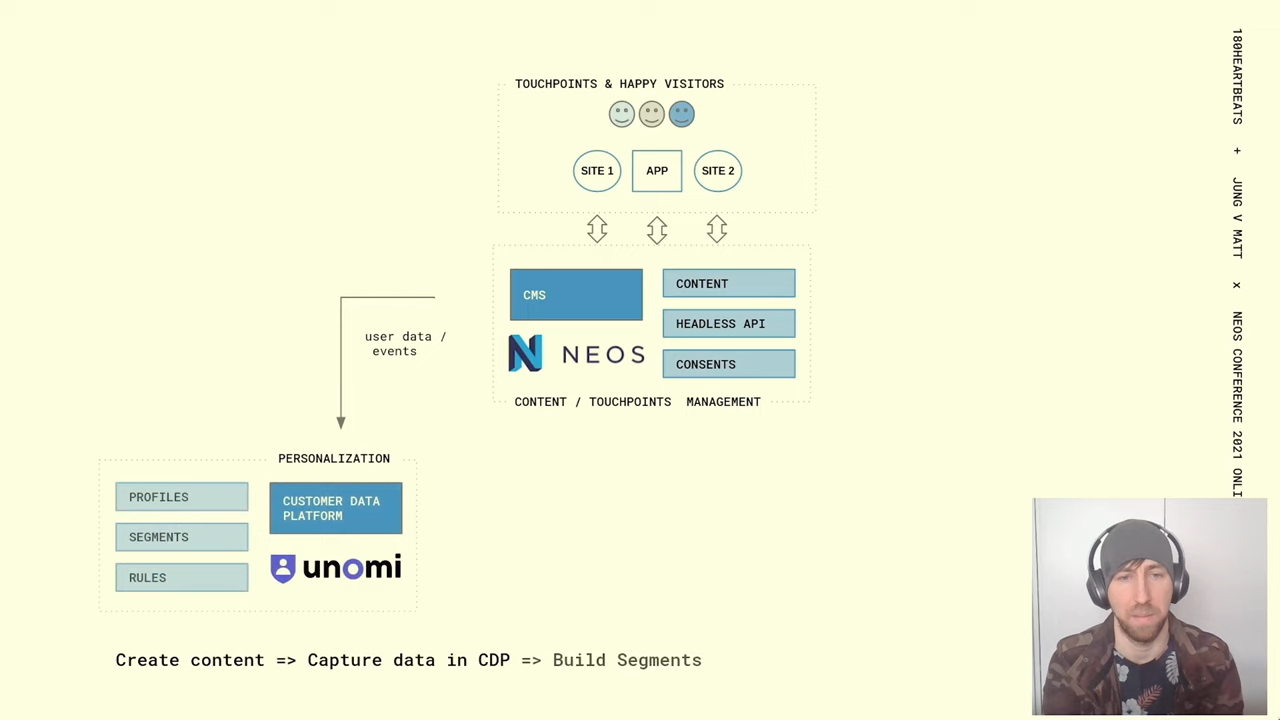 TOUCHPOINTS & HAPPY VISITORS
SITE 1
APP
SITE 2
CMS
NEOS
CONTENT
HEADLESS API
CONSENTS
CONTENT / TOUCHPOINTS MANAGEMENT
user data /
events
PERSONALIZATION
PROFILES
SEGMENTS
RULES
CUSTOMER DATA
PLATFORM
unomi
Create content => Capture data in CDP => Build Segments
180HEARTBEATS + JUNG V MATT x NEOS CONFERENCE 2021 ONLI